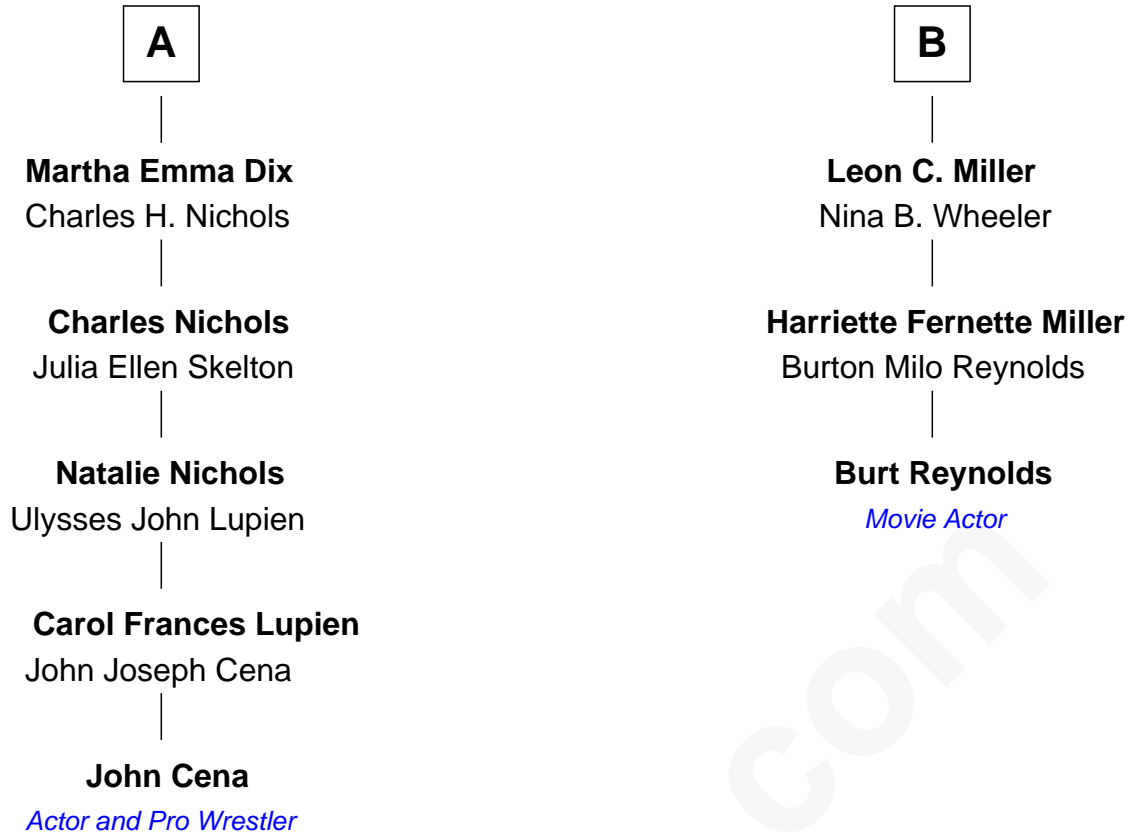 A
Martha Emma Dix
Charles H. Nichols
Charles Nichols
Julia Ellen Skelton
Natalie Nichols
Ulysses John Lupien
Carol Frances Lupien
John Joseph Cena
John Cena
Actor and Pro Wrestler
B
Leon C. Miller
Nina B. Wheeler
Harriette Fernette Miller
Burton Milo Reynolds
Burt Reynolds
Movie Actor
com